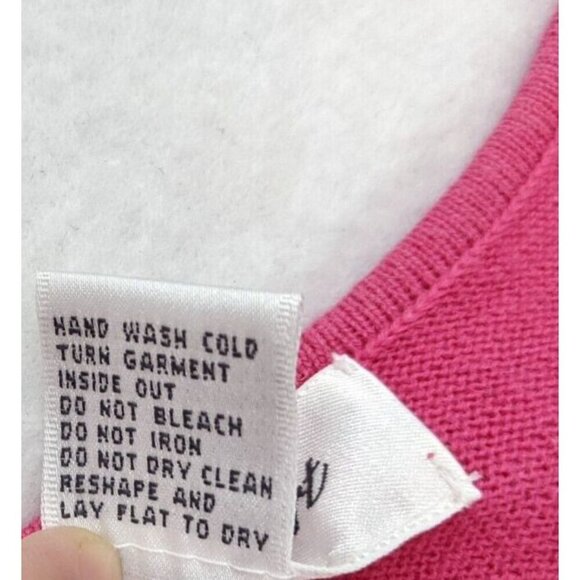 HAND WASH COLD
TURN GARMENT
INSIDE OUT
DO NOT BLEACH
DO NOT IRON
DO NOT DRY CLEAN
RESHAPE AND
LAY FLAT TO DRY